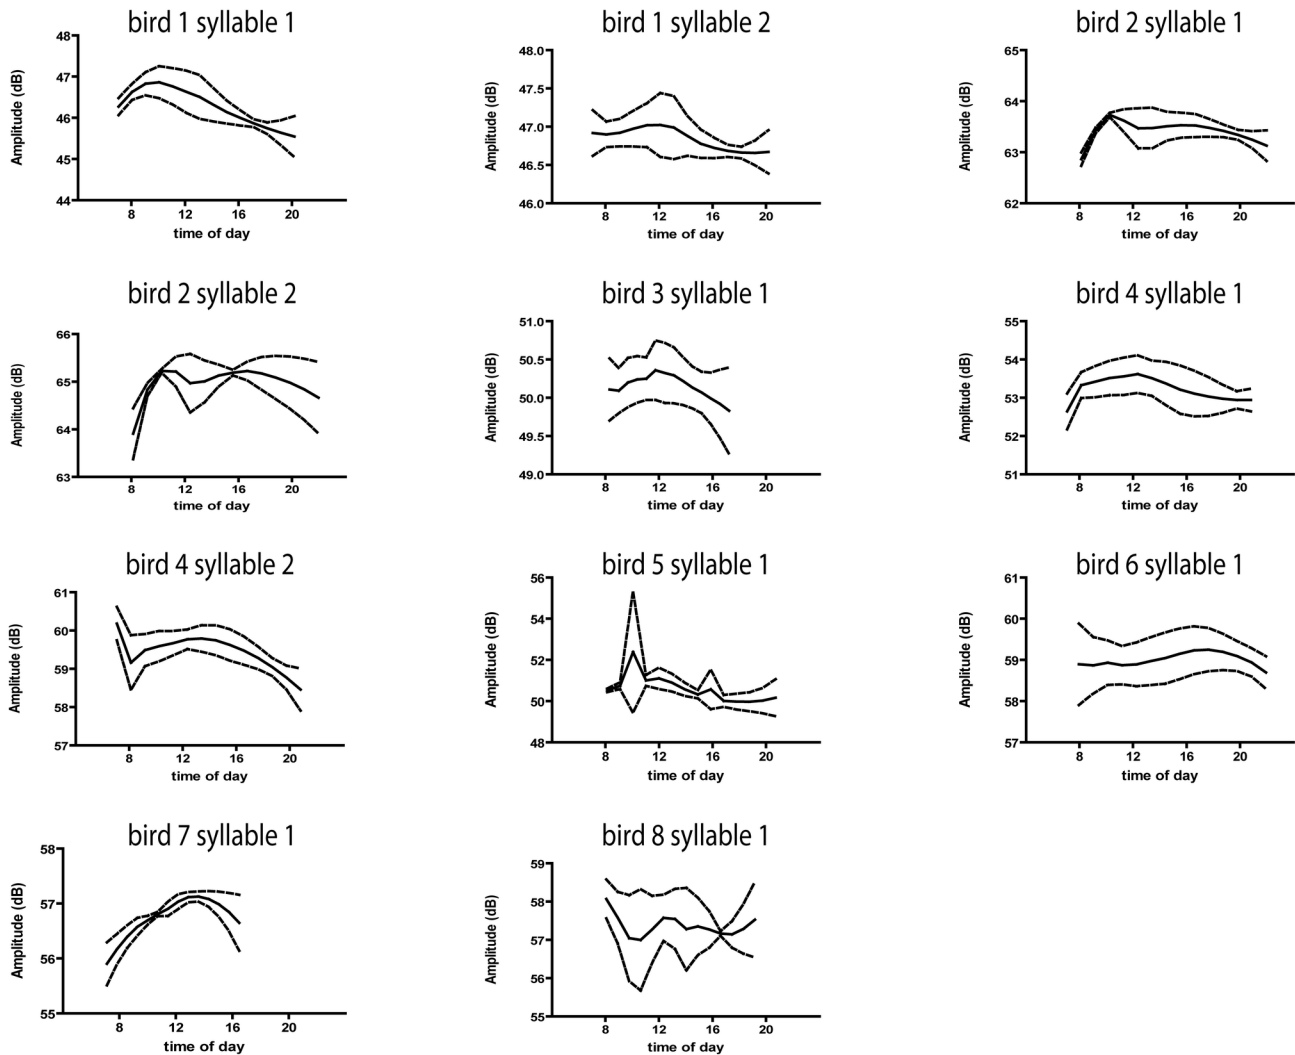 bird 1 syllable 1
48
47
46
45
44
Amplitude (dB)
8 12 16 20
time of day
bird 1 syllable 2
48.0
47.5
47.0
46.5
46.0
Amplitude (dB)
8 12 16 20
time of day
bird 2 syllable 1
65
64
63
62
Amplitude (dB)
8 12 16 20
time of day
bird 2 syllable 2
66
65
64
63
Amplitude (dB)
8 12 16 20
time of day
bird 3 syllable 1
51.0
50.5
50.0
49.5
49.0
Amplitude (dB)
8 12 16 20
time of day
bird 4 syllable 1
55
54
53
52
51
Amplitude (dB)
8 12 16 20
time of day
bird 4 syllable 2
61
60
59
58
57
Amplitude (dB)
8 12 16 20
time of day
bird 5 syllable 1
56
54
52
50
48
Amplitude (dB)
8 12 16 20
time of day
bird 6 syllable 1
61
60
59
58
57
Amplitude (dB)
8 12 16 20
time of day
bird 7 syllable 1
58
57
56
55
Amplitude (dB)
8 12 16 20
time of day
bird 8 syllable 1
59
58
57
56
55
Amplitude (dB)
8 12 16 20
time of day